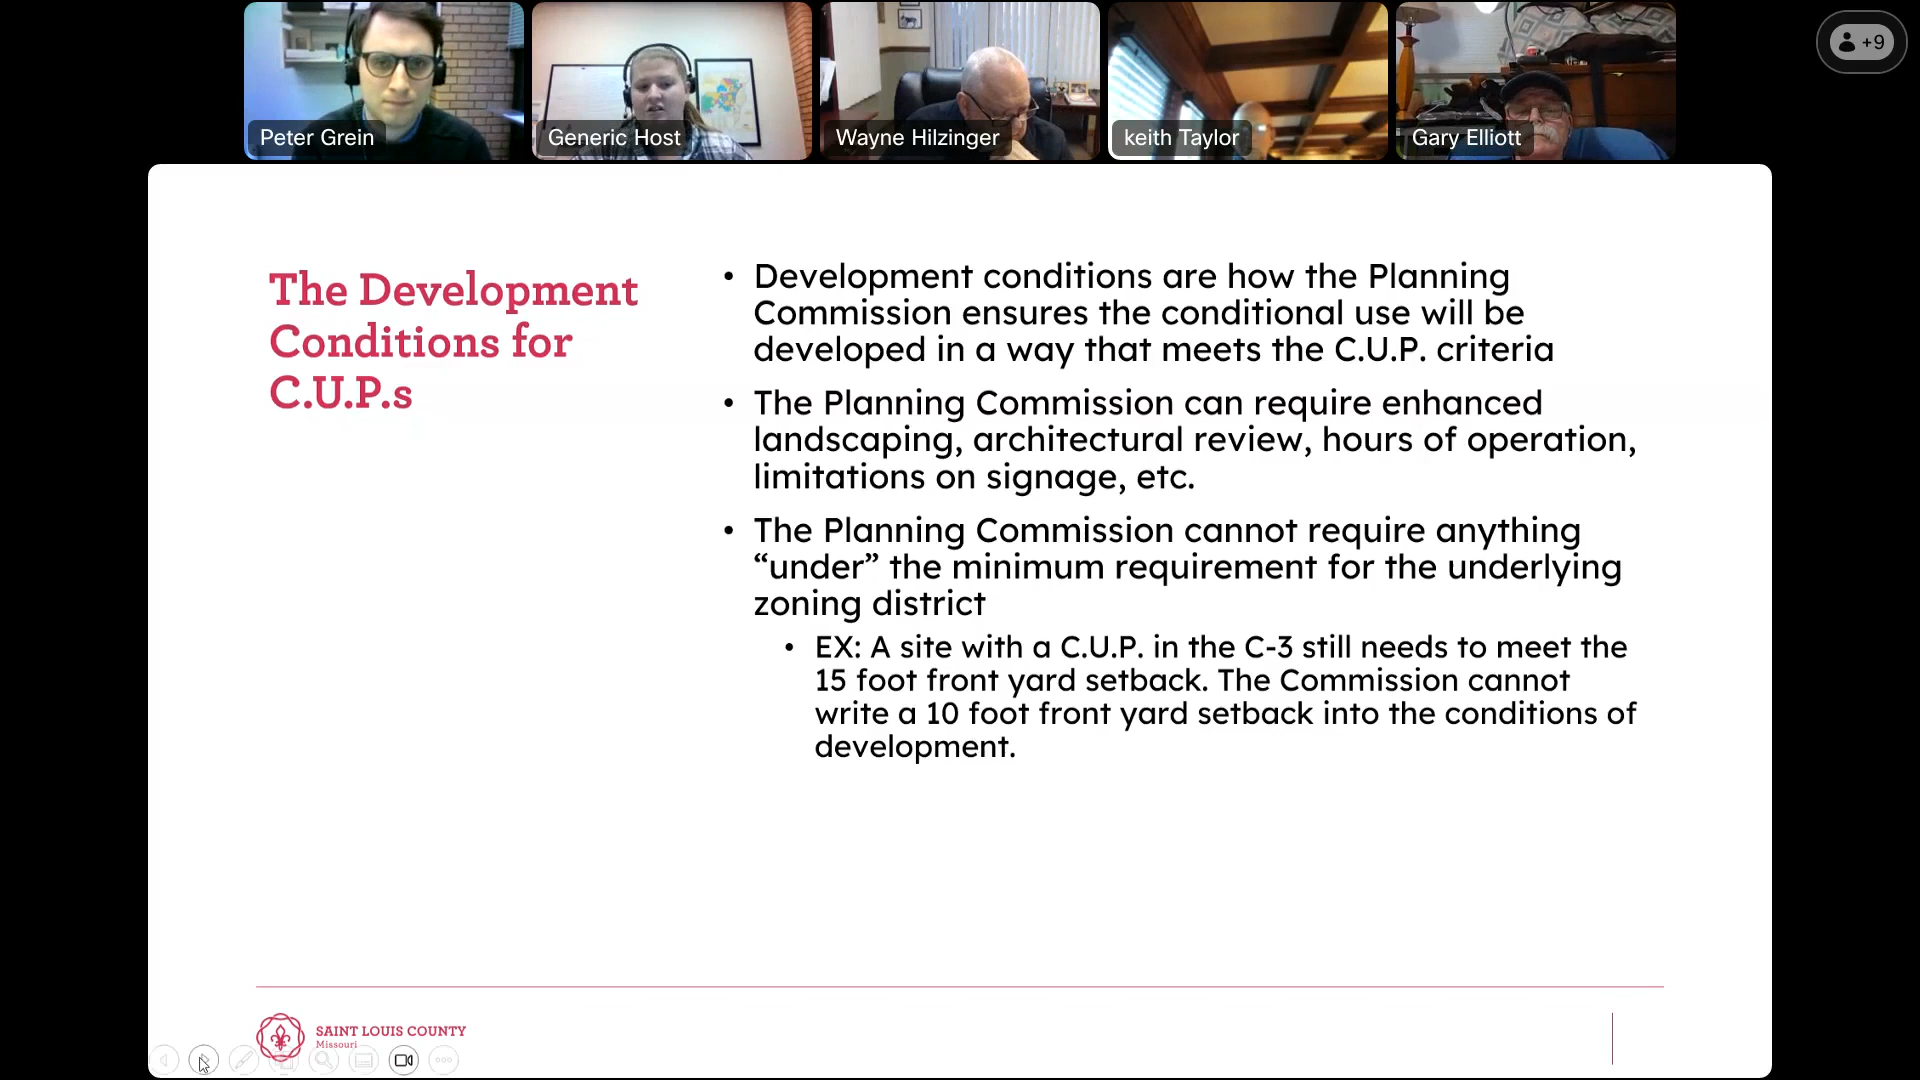 Peter Grein
Generic Host
Wayne Hilzinger
keith Taylor
Gary Elliott
+9
The Development
Conditions for
C.U.P.s
• Development conditions are how the Planning
Commission ensures the conditional use will be
developed in a way that meets the C.U.P. criteria
• The Planning Commission can require enhanced
landscaping, architectural review, hours of operation,
limitations on signage, etc.
• The Planning Commission cannot require anything
“under” the minimum requirement for the underlying
zoning district
• EX: A site with a C.U.P. in the C-3 still needs to meet the
15 foot front yard setback. The Commission cannot
write a 10 foot front yard setback into the conditions of
development.
SAINT LOUIS COUNTY
Missouri